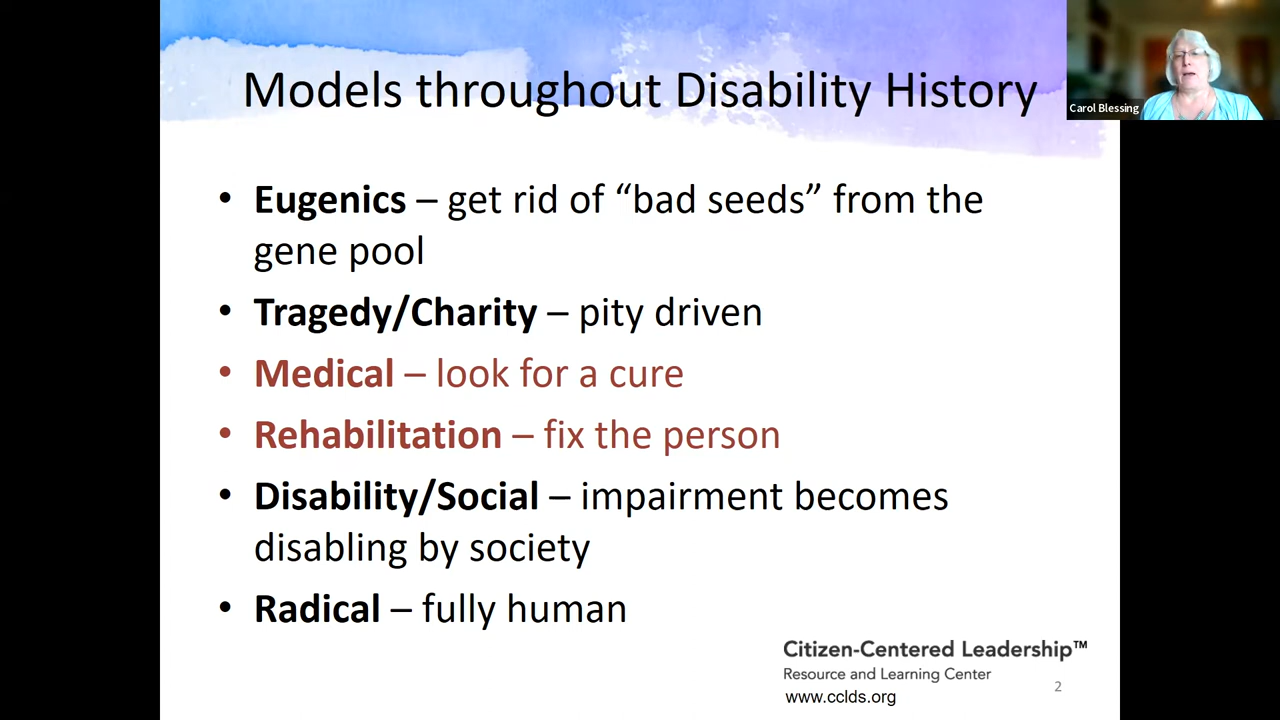 Models throughout Disability History
Carol Blessing
• Eugenics – get rid of “bad seeds” from the
gene pool
• Tragedy/Charity – pity driven
• Medical – look for a cure
• Rehabilitation – fix the person
• Disability/Social – impairment becomes
disabling by society
• Radical – fully human
Citizen-Centered Leadership™
Resource and Learning Center
www.cclds.org
2